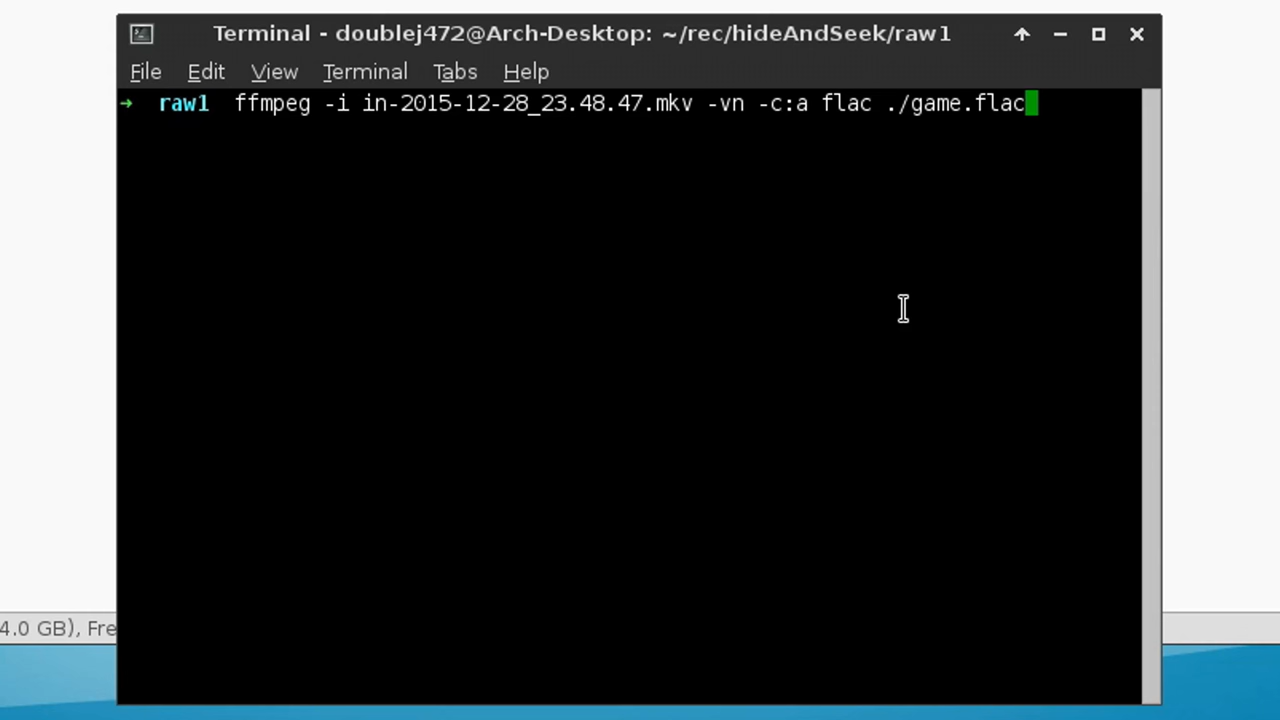 Terminal - doublej472@Arch-Desktop: ~/rec/hideAndSeek/raw1
File Edit View Terminal Tabs Help
➜ raw1 ffmpeg -i in-2015-12-28_23.48.47.mkv -vn -c:a flac ./game.flac
4.0 GB), Fre